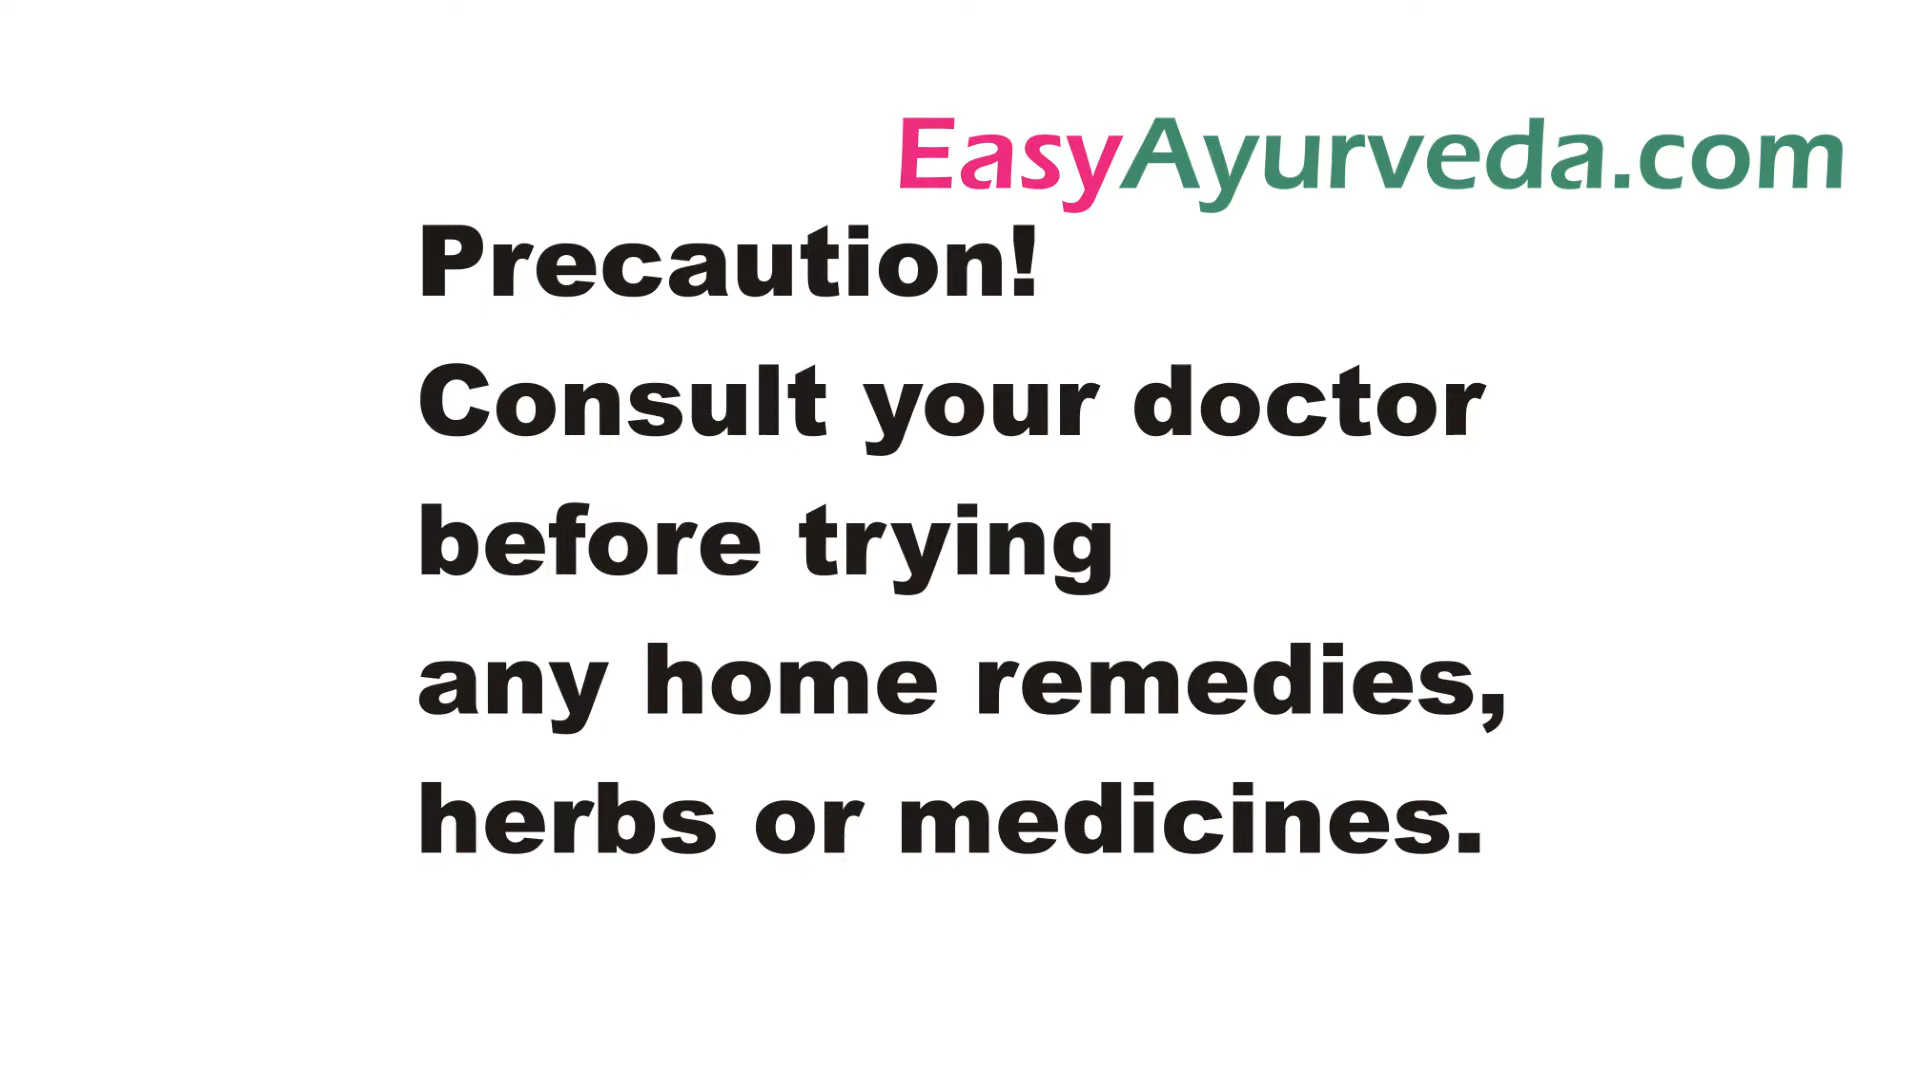 EasyAyurveda.com
Precaution!
Consult your doctor
before trying
any home remedies,
herbs or medicines.